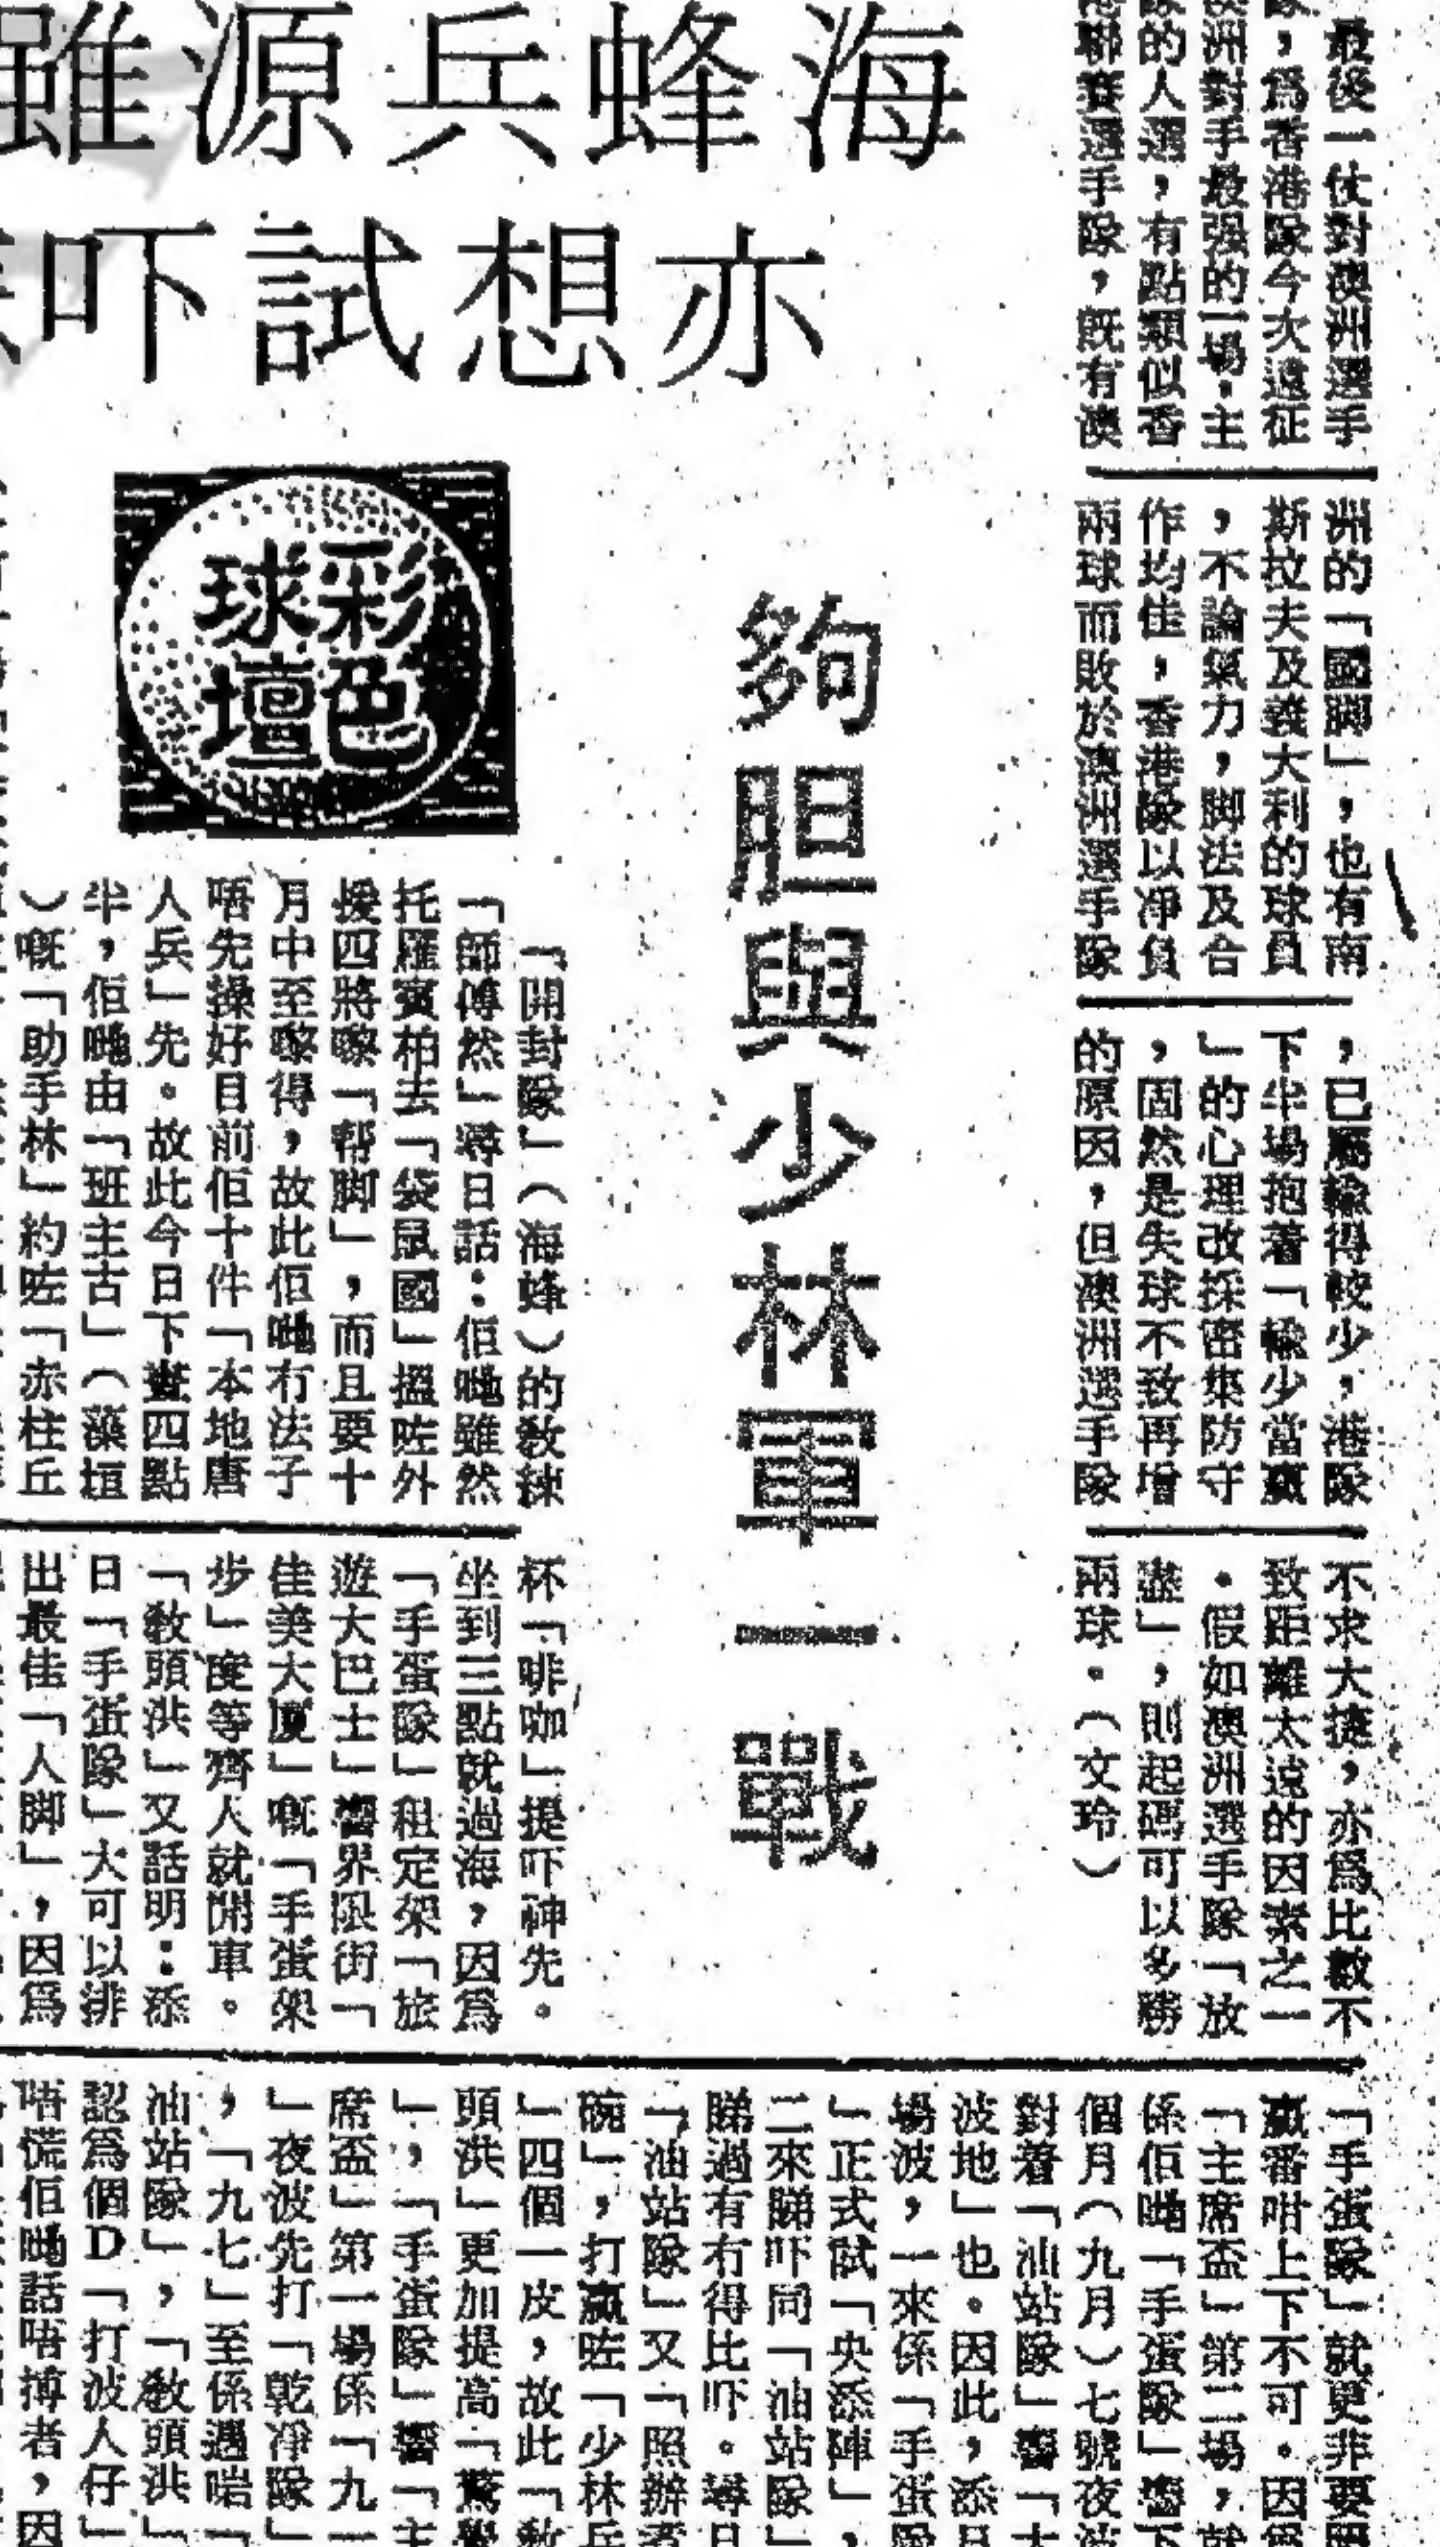 海蜂兵源雖
亦想試吓
夠胆與少林軍一戰
彩色
球壇
最後一仗對澳洲選手
隊，為香港隊今次遠征
澳洲對手最强的一場．主
隊的人選，有點類似香
港聯賽選手隊，既有澳
洲的「國脚」，也有南
斯拉夫及義大利的球員
，不論氣力，脚法及合
作均佳，香港隊以凈負
兩球而敗於澳洲選手隊
，已屬輸得較少，港隊
下半場抱着「輸少當贏
」的心理改採密集防守
，固然是失球不致再增
的原因，但澳洲選手隊
不求大捷，亦為比數不
致距離太遠的因素之一
．假如澳洲選手隊「放
盡」，則起碼可以多勝
兩球。（文玲）
「開封隊」（海蜂）的敎練
「師傅然」尋日話：佢哋雖然
托羅賓柏去「袋鼠國」搵咗外
援四將嚟「帮脚」，而且要十
月中至嚟得，故此佢哋冇法子
唔先操好目前佢十件「本地唐
人兵」先。故此今日下晝四點
半，佢哋由「班主古」（藻垣
）嘅「助手林」約咗「赤柱丘
杯「啡咖」提吓神先。
坐到三點就過海，因為
「手蛋隊」租定架「旅
遊大巴士」響界限街「
佳美大廈」嘅「手蛋架
步」度等齊人就開車。
「敎頭洪」又話明：添
日「手蛋隊」大可以排
出最佳「人脚」，因為
「手蛋隊」就更非要照
贏番咁上下不可．因為
「主席盃」第二場，就
係佢哋「手蛋隊」響下
個月（九月）七號夜波
對着「油站隊」響「大
波地」也。因此，添日
場波，一來係「手蛋隊
」正式試「央添陣」，
二來睇吓同「油站隊」
睇過有冇得比吓。尋日
「油站隊」又「照辦煮
碗」，打贏咗「少林兵
」四個一皮，故此「敎
頭洪」更加提高「驚覺
」，「手蛋隊」響「主
席盃」第一場係「九一
」夜波先打「乾淨隊」
，「九七」至係遇啱「
油站隊」，「敎頭洪」
認為個D「打波人仔」
唔慌佢哋話唔搏者，因